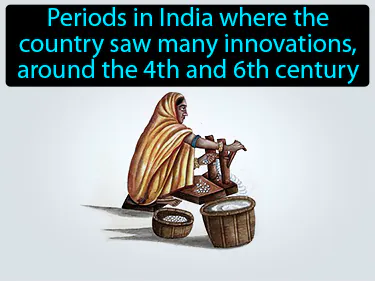 Periods in India where the
country saw many innovations,
around the 4th and 6th century